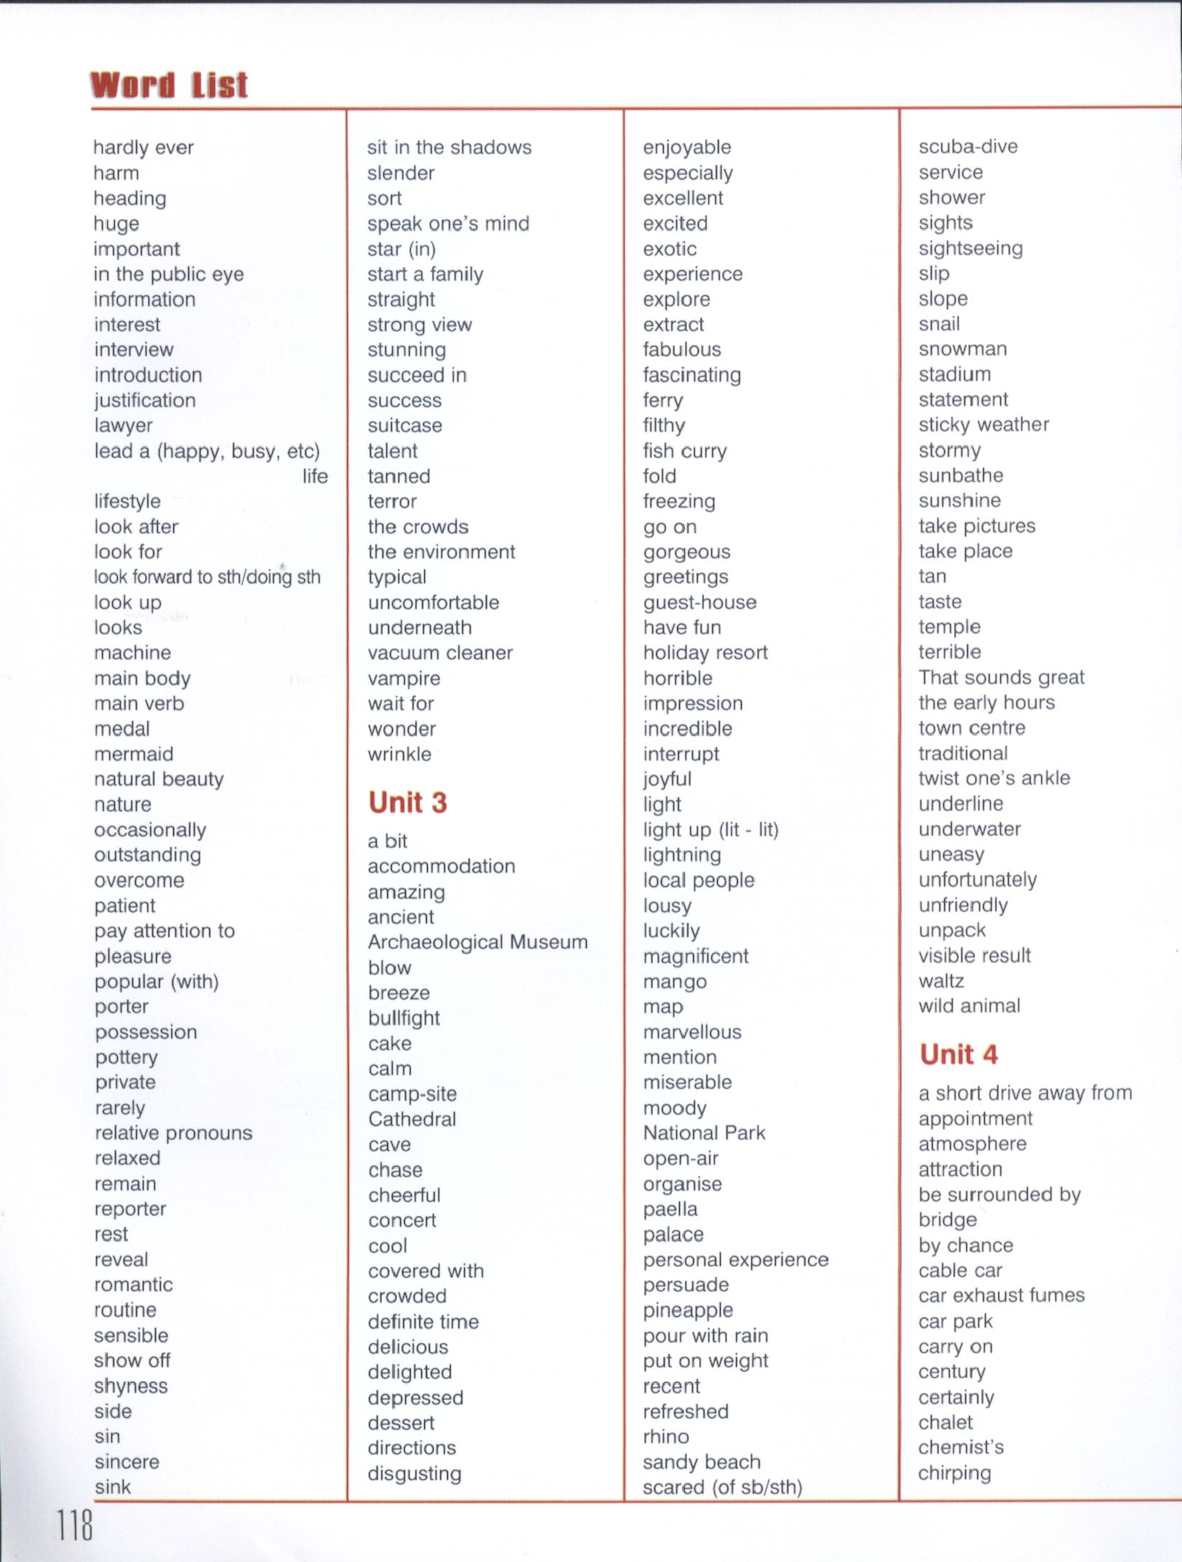 Word List
hardly ever
harm
heading
huge
important
in the public eye
information
interest
interview
introduction
justification
lawyer
lead a (happy, busy, etc)
life
lifestyle
look after
look for
look forward to sth/doing sth
look up
looks
machine
main body
main verb
medal
mermaid
natural beauty
nature
occasionally
outstanding
overcome
patient
pay attention to
pleasure
popular (with)
porter
possession
pottery
private
rarely
relative pronouns
relaxed
remain
reporter
rest
reveal
romantic
routine
sensible
show off
shyness
side
sin
sincere
sink
sit in the shadows
slender
sort
speak one's mind
star (in)
start a family
straight
strong view
stunning
succeed in
success
suitcase
talent
tanned
terror
the crowds
the environment
typical
uncomfortable
underneath
vacuum cleaner
vampire
wait for
wonder
wrinkle
Unit 3
a bit
accommodation
amazing
ancient
Archaeological Museum
blow
breeze
bullfight
cake
calm
camp-site
Cathedral
cave
chase
cheerful
concert
cool
covered with
crowded
definite time
delicious
delighted
depressed
dessert
directions
disgusting
enjoyable
especially
excellent
excited
exotic
experience
explore
extract
fabulous
fascinating
ferry
filthy
fish curry
fold
freezing
go on
gorgeous
greetings
guest-house
have fun
holiday resort
horrible
impression
incredible
interrupt
joyful
light
light up (lit - lit)
lightning
local people
lousy
luckily
magnificent
mango
map
marvellous
mention
miserable
moody
National Park
open-air
organise
paella
palace
personal experience
persuade
pineapple
pour with rain
put on weight
recent
refreshed
rhino
sandy beach
scared (of sb/sth)
scuba-dive
service
shower
sights
sightseeing
slip
slope
snail
snowman
stadium
statement
sticky weather
stormy
sunbathe
sunshine
take pictures
take place
tan
taste
temple
terrible
That sounds great
the early hours
town centre
traditional
twist one's ankle
underline
underwater
uneasy
unfortunately
unfriendly
unpack
visible result
waltz
wild animal
Unit 4
a short drive away from
appointment
atmosphere
attraction
be surrounded by
bridge
by chance
cable car
car exhaust fumes
car park
carry on
century
certainly
chalet
chemist's
chirping
118